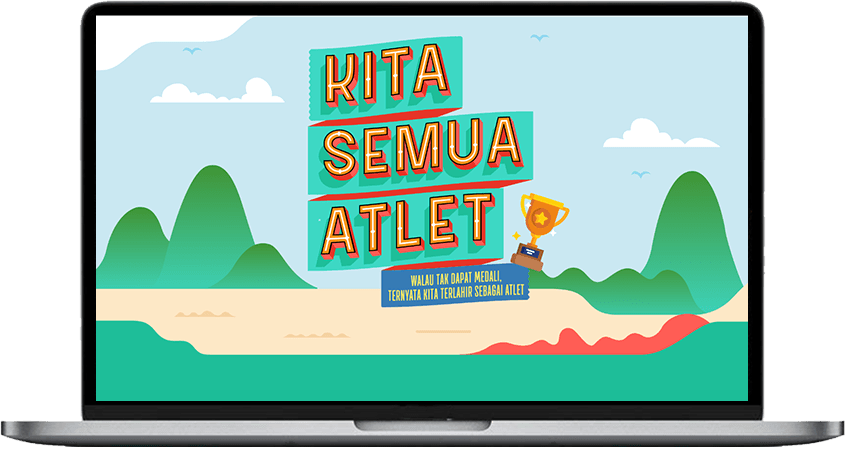 KITA
SEMUA
ATLET
WALAU TAK DAPAT MEDALI,
TERNYATA KITA TERLAHIR SEBAGAI ATLET